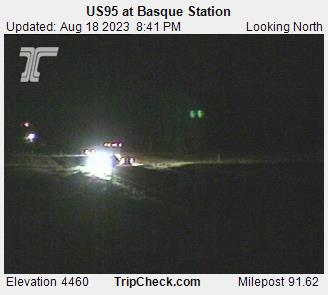 US95 at Basque Station
Updated: Aug 18 2023 8:41 PM Looking North
Elevation 4460 TripCheck.com Milepost 91.62